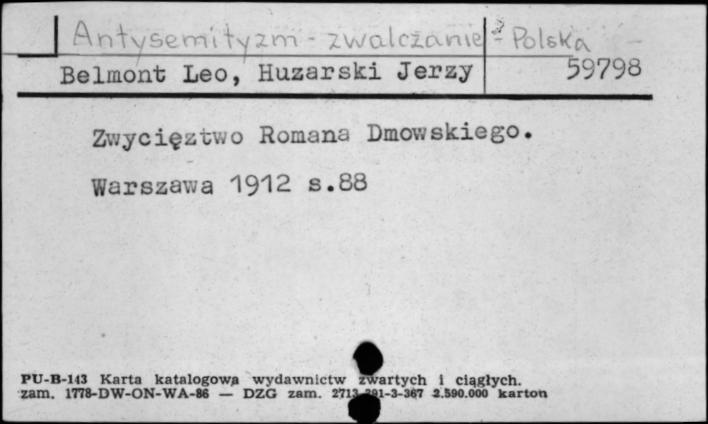 Antysemityzm - zwalczanie - Polska
Belmont Leo, Huzarski Jerzy 59798
Zwycięztwo Romana Dmowskiego.
Warszawa 1912 s.88
PU-B-143 Karta katalogowa wydawnictw zwartych i ciągłych.
zam. 1778-DW-ON-WA-86 — DZG zam. 2713 391-3-367 2.590.000 karton